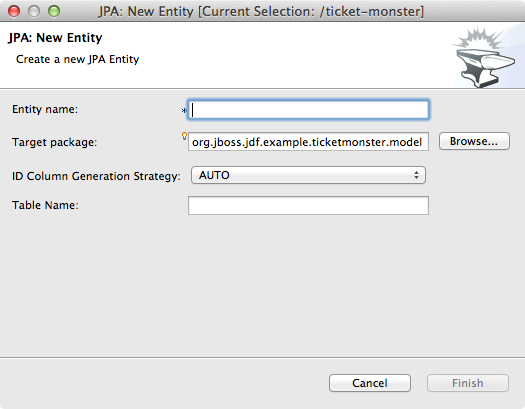 JPA: New Entity [Current Selection: /ticket-monster]
JPA: New Entity
Create a new JPA Entity
Entity name: *
Target package: org.jboss.jdf.example.ticketmonster.model Browse...
ID Column Generation Strategy: AUTO
Table Name:
Cancel Finish